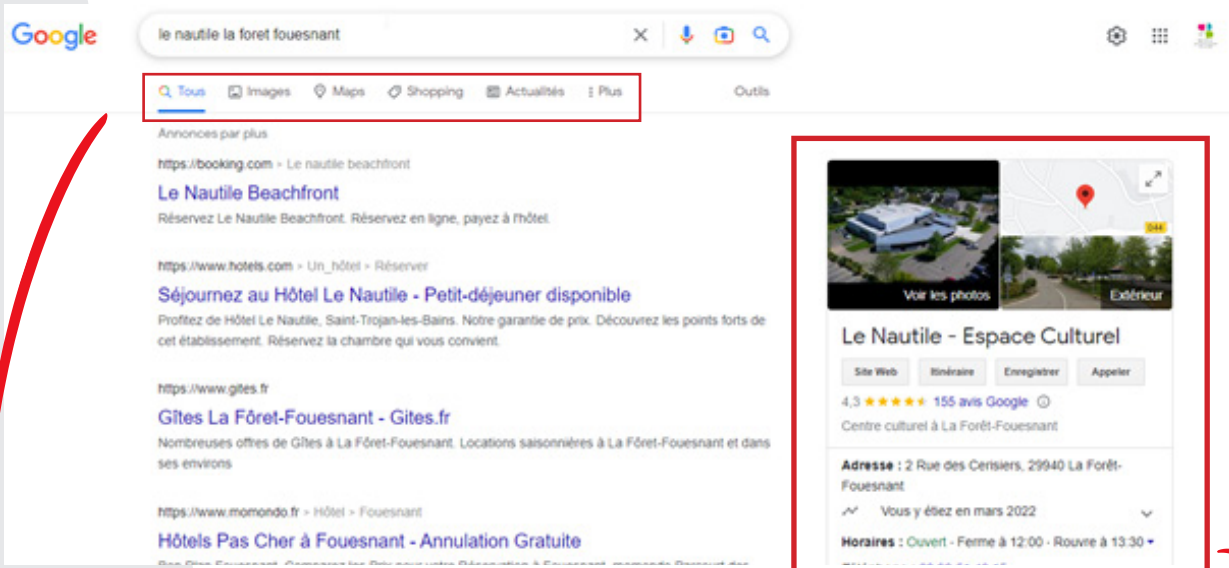 Google
le nautile la foret fouesnant
Tous Images Maps Shopping Actualités Plus Outils
Annonces par plus
https://booking.com > Le nautile beachfront
Le Nautile Beachfront
Réservez Le Nautile Beachfront. Réservez en ligne, payez à l'hôtel.
https://www.hotels.com > Un_hôtel > Réserver
Séjournez au Hôtel Le Nautile - Petit-déjeuner disponible
Profitez de Hôtel Le Nautile, Saint-Trojan-les-Bains. Notre garantie de prix. Découvrez les points forts de
cet établissement. Réservez la chambre qui vous convient.
https://www.gites.fr
Gîtes La Fôret-Fouesnant - Gites.fr
Nombreuses offres de Gîtes à La Fôret-Fouesnant. Locations saisonnières à La Fôret-Fouesnant et dans
ses environs
https://www.momondo.fr > Hôtel > Fouesnant
Hôtels Pas Cher à Fouesnant - Annulation Gratuite
D44
Voir les photos
Extérieur
Le Nautile - Espace Culturel
Site Web Itinéraire Enregistrer Appeler
4,3 155 avis Google
Centre culturel à La Forêt-Fouesnant
Adresse : 2 Rue des Cerisiers, 29940 La Forêt-
Fouesnant
Vous y étiez en mars 2022
Horaires : Ouvert - Ferme à 12:00 - Rouvre à 13:30